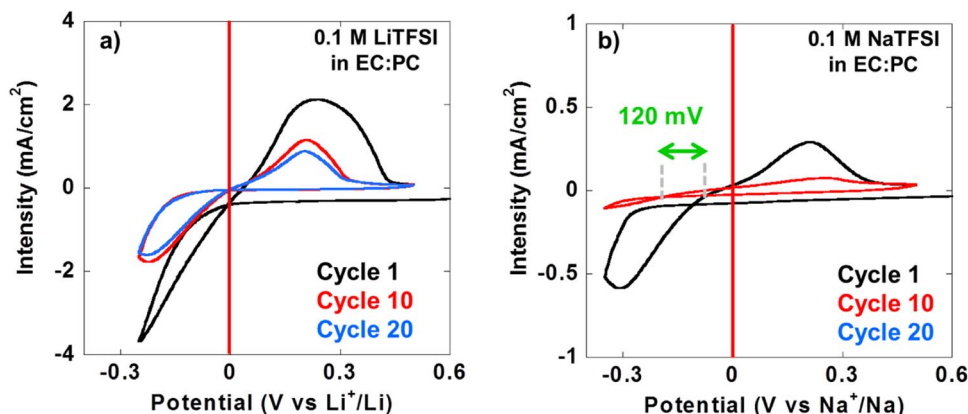 a)
0.1 M LiTFSI
in EC:PC
4
2
0
-2
-4
Intensity (mA/cm²)
Cycle 1
Cycle 10
Cycle 20
-0.3
0
0.3
0.6
Potential (V vs Li⁺/Li)
b)
0.1 M NaTFSI
in EC:PC
120 mV
1
0.5
0
-0.5
-1
Intensity (mA/cm²)
Cycle 1
Cycle 10
Cycle 20
-0.3
0
0.3
0.6
Potential (V vs Na⁺/Na)